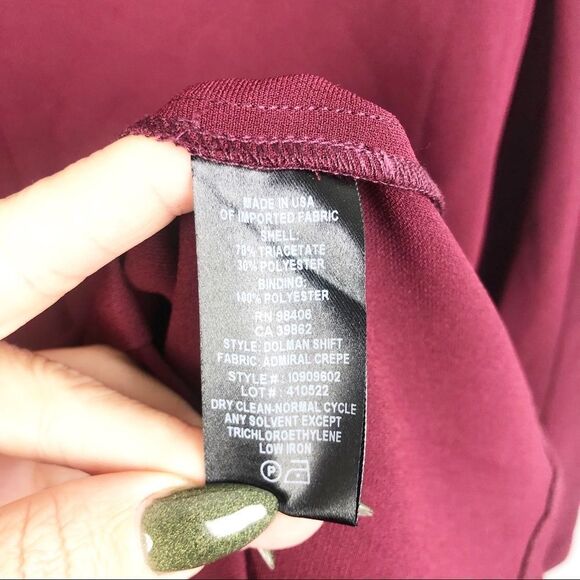 MADE IN USA
OF IMPORTED FABRIC
SHELL:
70% TRIACETATE
30% POLYESTER
BINDING:
100% POLYESTER
RN 98406
CA 39862
STYLE: DOLMAN SHIFT
FABRIC: ADMIRAL CREPE
STYLE # : I0909602
LOT # : 410522
DRY CLEAN-NORMAL CYCLE
ANY SOLVENT EXCEPT
TRICHLOROETHYLENE
LOW IRON
P